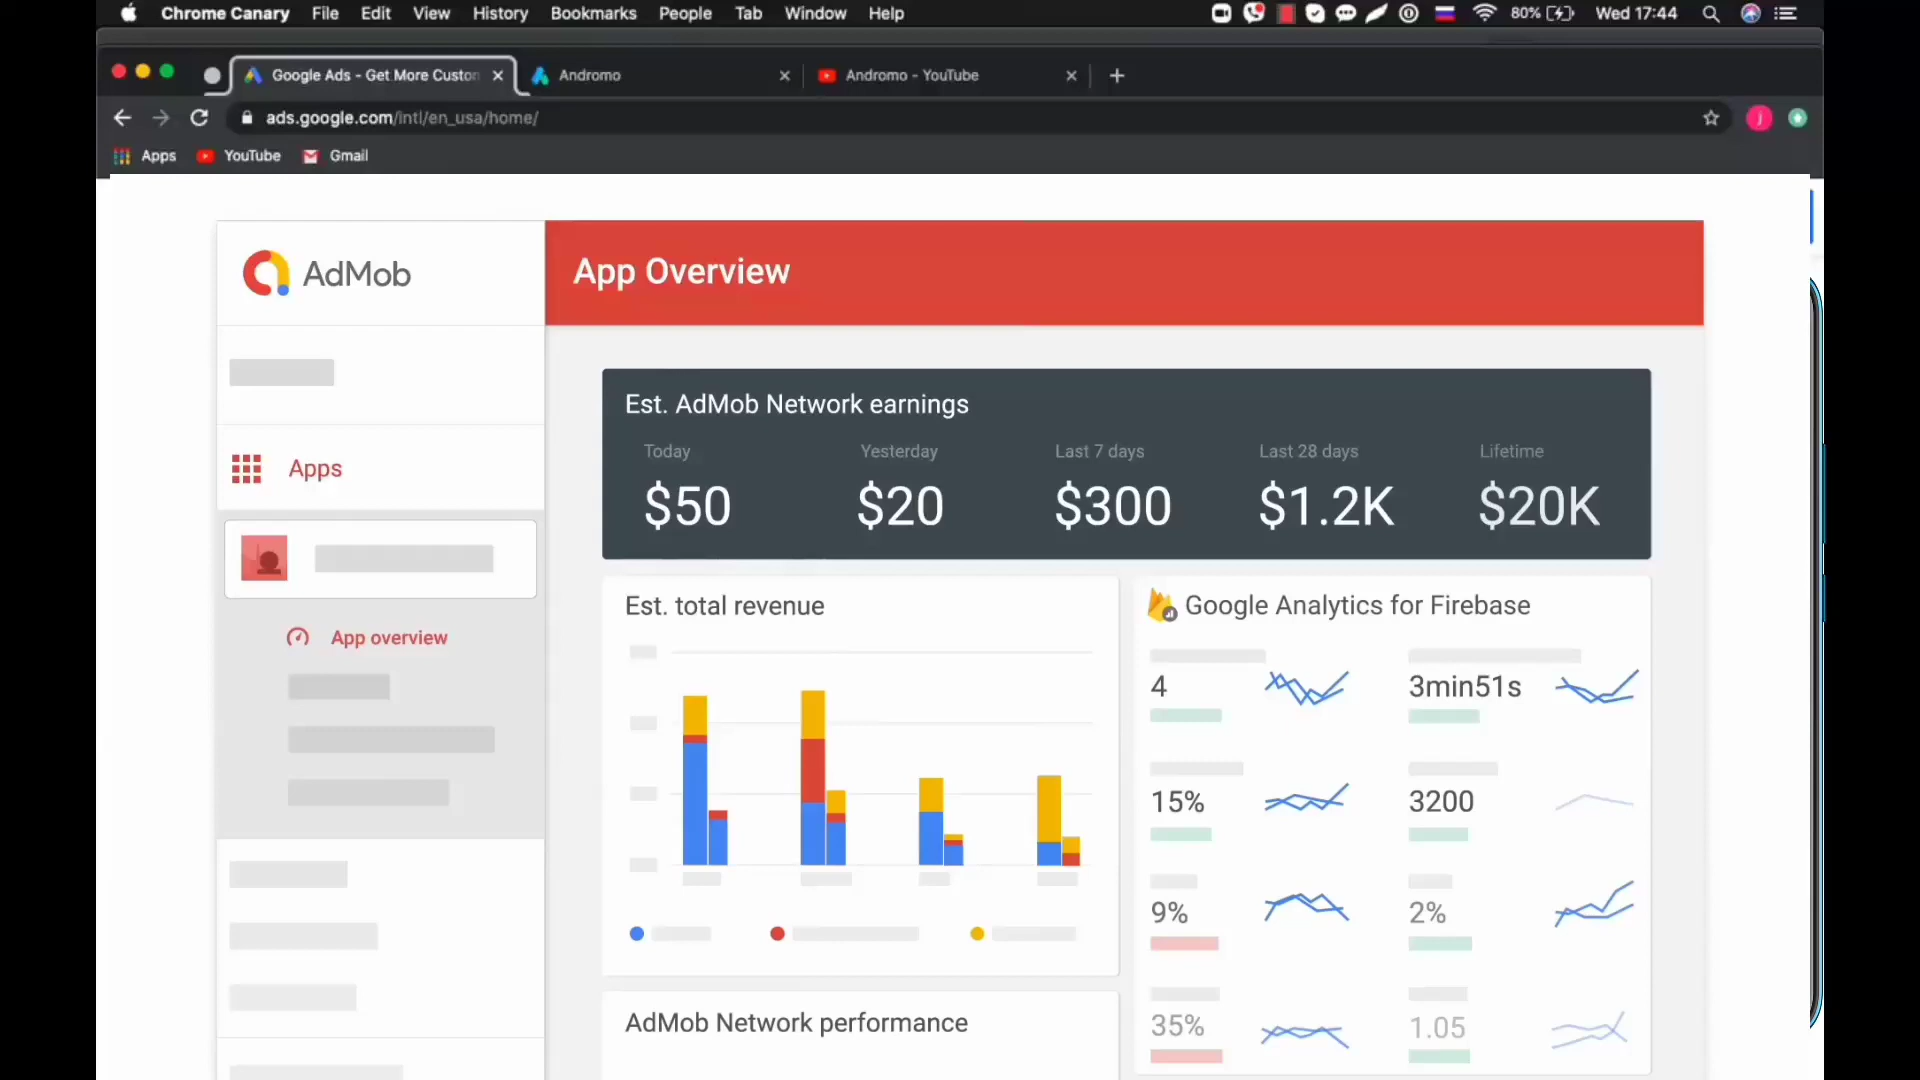 Chrome Canary File Edit View History Bookmarks People Tab Window Help 80% Wed 17:44
Google Ads - Get More Custon Andromo Andromo - YouTube
ads.google.com/intl/en_usa/home/
Apps YouTube Gmail
AdMob
App Overview
Apps
App overview
Est. AdMob Network earnings
Today Yesterday Last 7 days Last 28 days Lifetime
$50 $20 $300 $1.2K $20K
Est. total revenue
Google Analytics for Firebase
4 3min51s
15% 3200
9% 2%
35% 1.05
AdMob Network performance